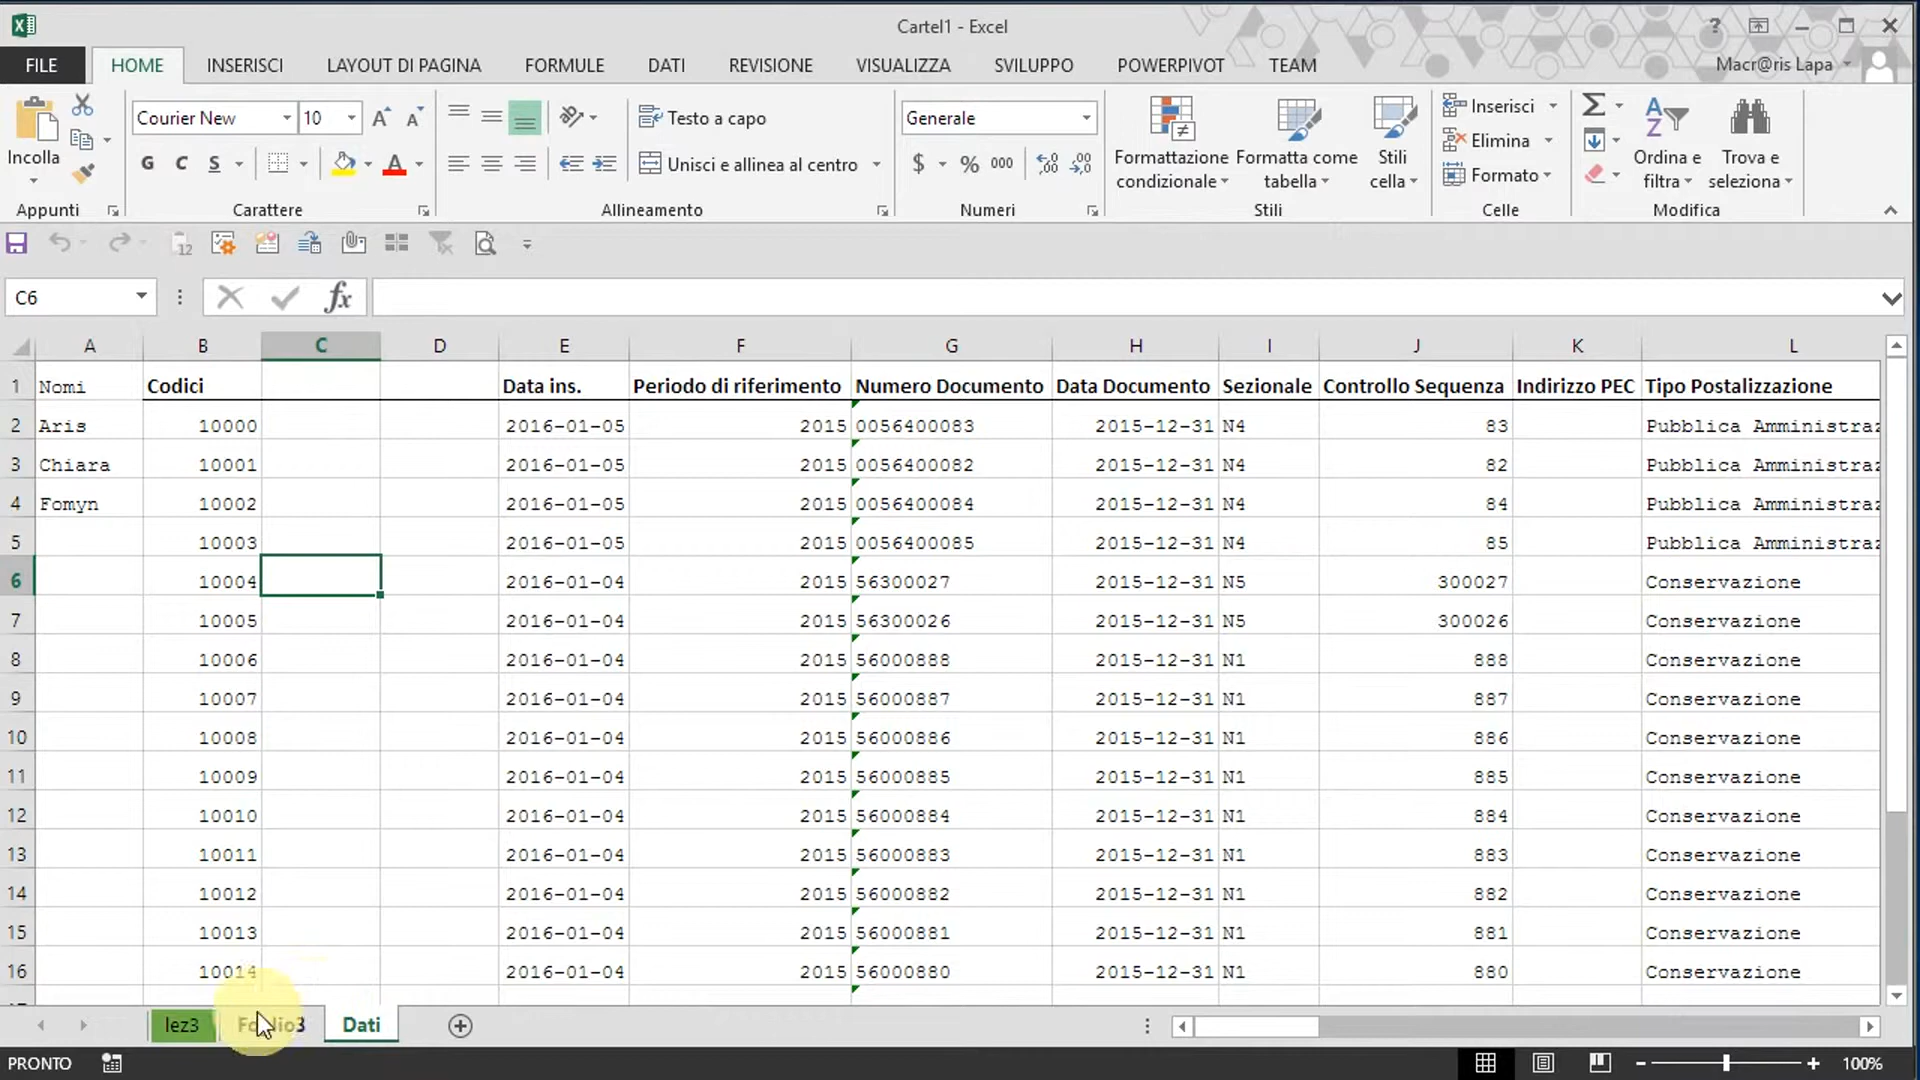 Cartel1 - Excel
?
FILE HOME INSERISCI LAYOUT DI PAGINA FORMULE DATI REVISIONE VISUALIZZA SVILUPPO POWERPIVOT TEAM Macr@ris Lapa
Incolla
Courier New 10
G C S
Testo a capo
Unisci e allinea al centro
Generale
$ % 000
Formattazione condizionale
Formatta come tabella
Stili cella
Inserisci
Elimina
Formato
Ordina e filtra
Trova e seleziona
Appunti Carattere Allineamento Numeri Stili Celle Modifica
C6 fx
A B C D E F G H I J K L
1 Nomi Codici Data ins. Periodo di riferimento Numero Documento Data Documento Sezionale Controllo Sequenza Indirizzo PEC Tipo Postalizzazione
2 Aris 10000 2016-01-05 2015 0056400083 2015-12-31 N4 83 Pubblica Amministraz
3 Chiara 10001 2016-01-05 2015 0056400082 2015-12-31 N4 82 Pubblica Amministraz
4 Fomyn 10002 2016-01-05 2015 0056400084 2015-12-31 N4 84 Pubblica Amministraz
5 10003 2016-01-05 2015 0056400085 2015-12-31 N4 85 Pubblica Amministraz
6 10004 2016-01-04 2015 56300027 2015-12-31 N5 300027 Conservazione
7 10005 2016-01-04 2015 56300026 2015-12-31 N5 300026 Conservazione
8 10006 2016-01-04 2015 56000888 2015-12-31 N1 888 Conservazione
9 10007 2016-01-04 2015 56000887 2015-12-31 N1 887 Conservazione
10 10008 2016-01-04 2015 56000886 2015-12-31 N1 886 Conservazione
11 10009 2016-01-04 2015 56000885 2015-12-31 N1 885 Conservazione
12 10010 2016-01-04 2015 56000884 2015-12-31 N1 884 Conservazione
13 10011 2016-01-04 2015 56000883 2015-12-31 N1 883 Conservazione
14 10012 2016-01-04 2015 56000882 2015-12-31 N1 882 Conservazione
15 10013 2016-01-04 2015 56000881 2015-12-31 N1 881 Conservazione
16 10014 2016-01-04 2015 56000880 2015-12-31 N1 880 Conservazione
lez3 Dati
PRONTO 100%